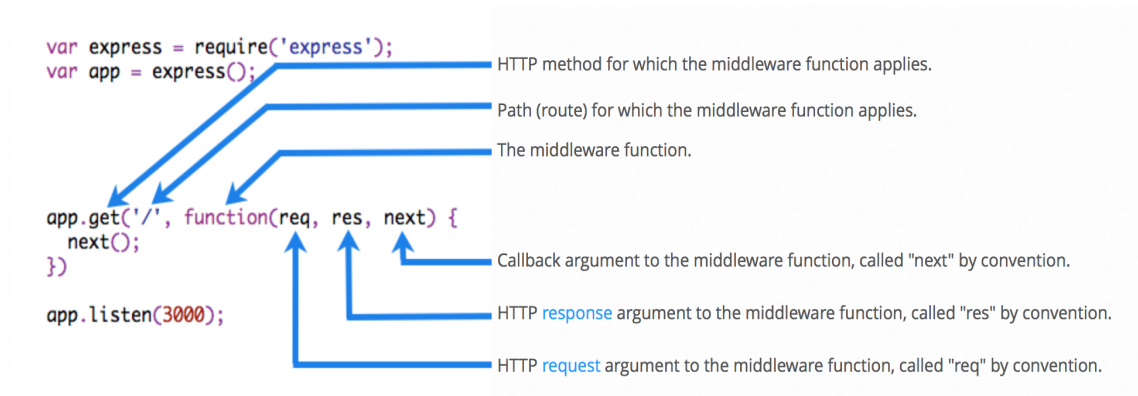 var express = require('express');
var app = express();
HTTP method for which the middleware function applies.
Path (route) for which the middleware function applies.
The middleware function.
app.get('/', function(req, res, next) {
next();
})
Callback argument to the middleware function, called "next" by convention.
app.listen(3000);
HTTP response argument to the middleware function, called "res" by convention.
HTTP request argument to the middleware function, called "req" by convention.